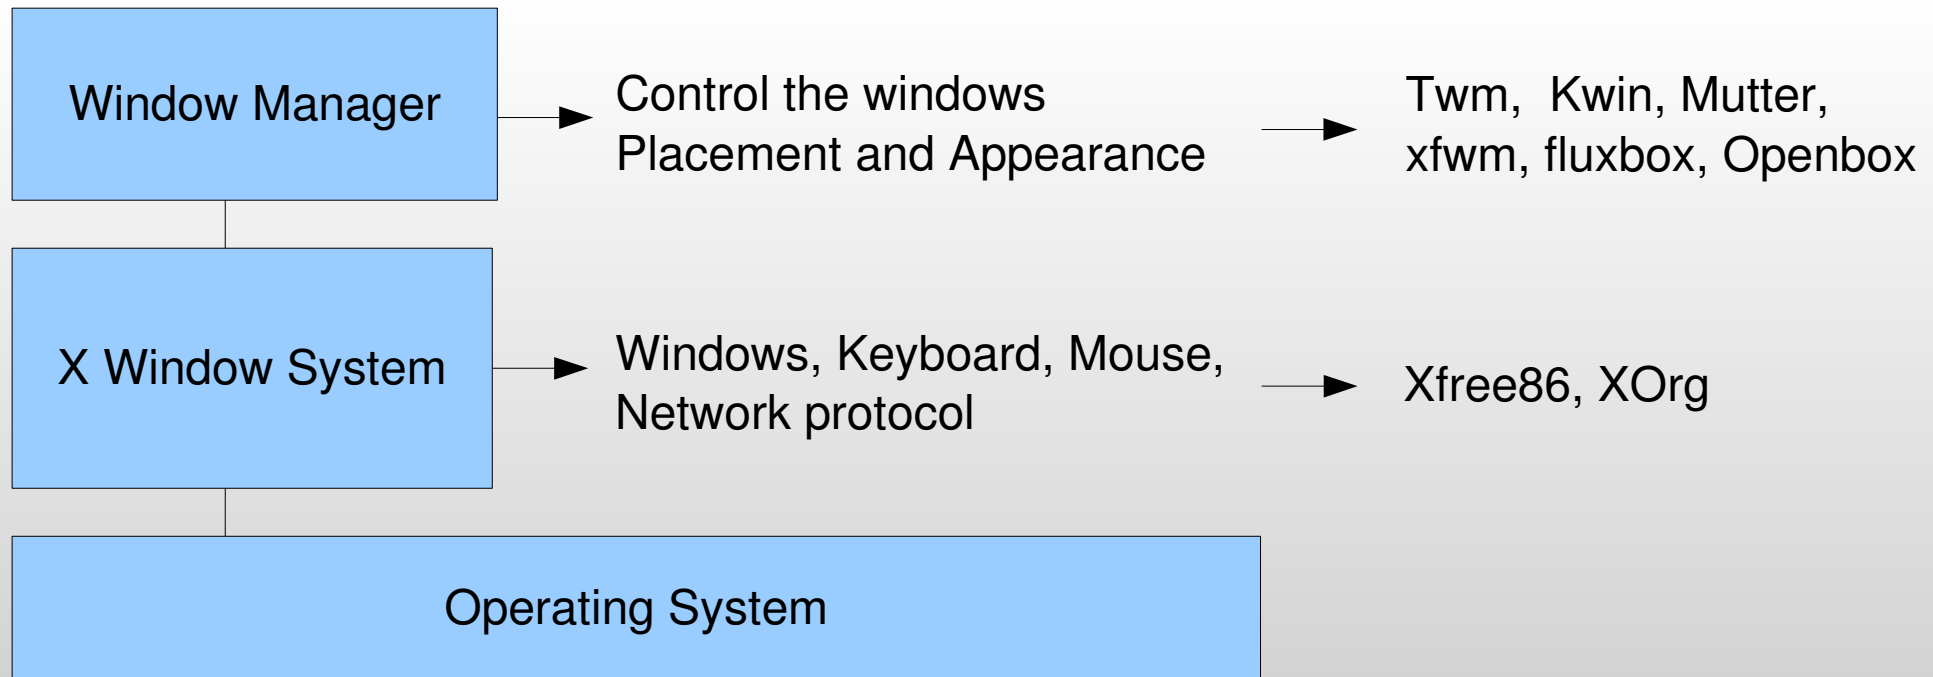 Window Manager
Control the windows
Placement and Appearance
Twm, Kwin, Mutter,
xfwm, fluxbox, Openbox
X Window System
Windows, Keyboard, Mouse,
Network protocol
Xfree86, XOrg
Operating System